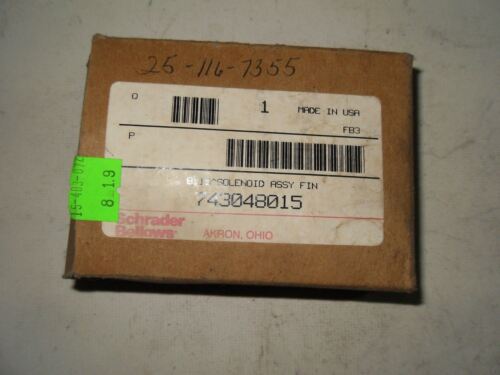 25-116-7355
Q
1
MADE IN USA
FB3
P
SOLENOID ASSY FIN
743048015
Schrader
Bellows
AKRON, OHIO
8.19